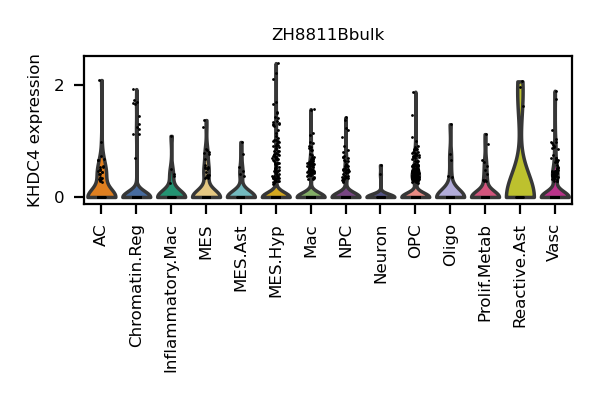 ZH8811Bbulk
KHDC4 expression
2
0
AC
Chromatin.Reg
Inflammatory.Mac
MES
MES.Ast
MES.Hyp
Mac
NPC
Neuron
OPC
Oligo
Prolif.Metab
Reactive.Ast
Vasc